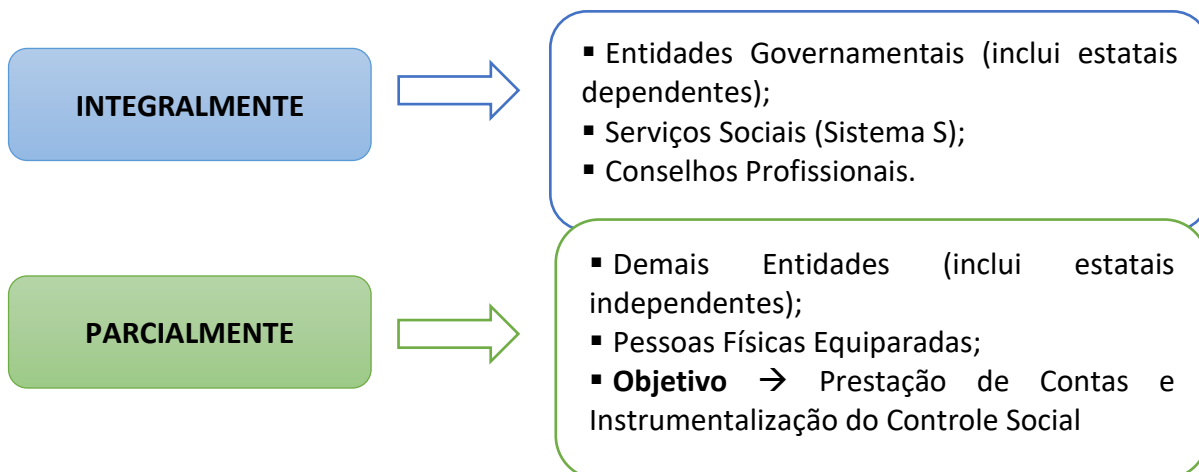 INTEGRALMENTE
▪ Entidades Governamentais (inclui estatais
dependentes);
▪ Serviços Sociais (Sistema S);
▪ Conselhos Profissionais.
PARCIALMENTE
▪ Demais Entidades (inclui estatais
independentes);
▪ Pessoas Físicas Equiparadas;
▪ Objetivo → Prestação de Contas e
Instrumentalização do Controle Social